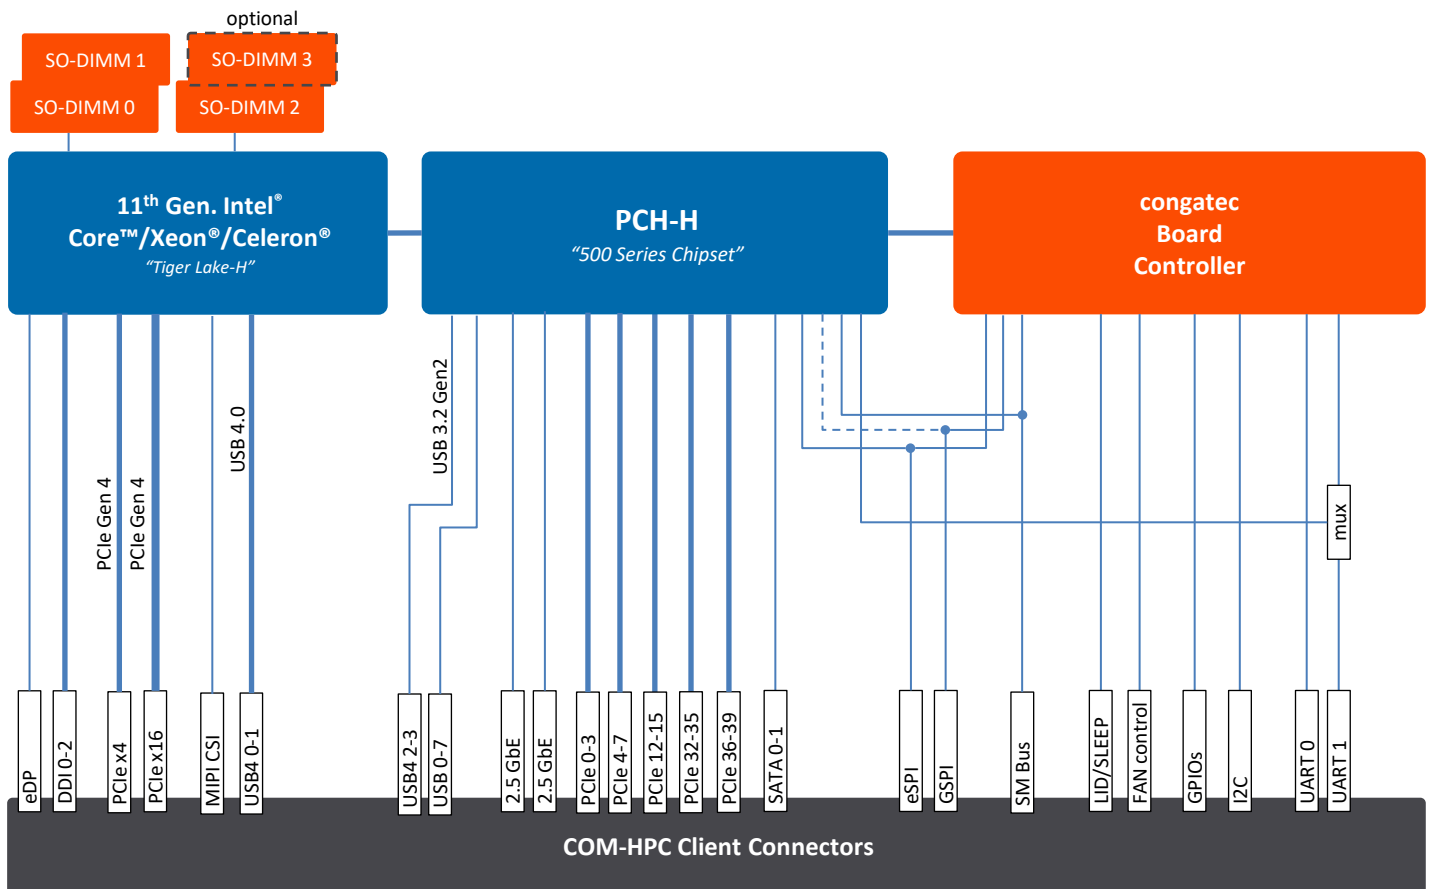 optional
SO-DIMM 1
SO-DIMM 3
SO-DIMM 0
SO-DIMM 2
11th Gen. Intel®
Core™/Xeon®/Celeron®
"Tiger Lake-H"
PCH-H
"500 Series Chipset"
congatec
Board
Controller
PCIe Gen 4
PCIe Gen 4
USB 4.0
USB 3.2 Gen2
mux
eDP
DDI 0-2
PCIe x4
PCIe x16
MIPI CSI
USB4 0-1
USB4 2-3
USB 0-7
2.5 GbE
2.5 GbE
PCIe 0-3
PCIe 4-7
PCIe 12-15
PCIe 32-35
PCIe 36-39
SATA 0-1
eSPI
GSPI
SM Bus
LID/SLEEP
FAN control
GPIOs
I2C
UART 0
UART 1
COM-HPC Client Connectors